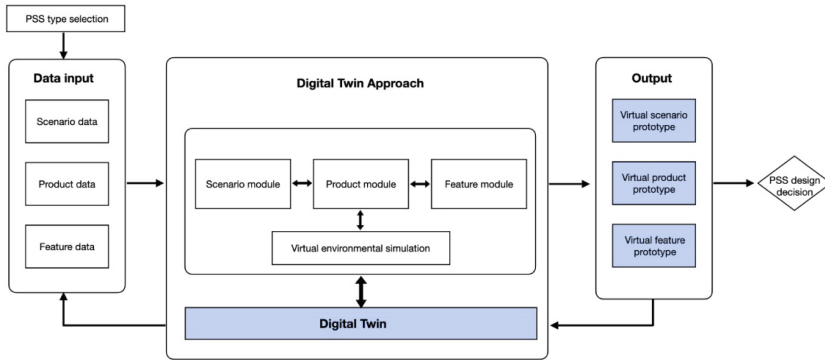 PSS type selection
Data input
Scenario data
Product data
Feature data
Digital Twin Approach
Scenario module
Product module
Feature module
Virtual environmental simulation
Digital Twin
Output
Virtual scenario
prototype
Virtual product
prototype
Virtual feature
prototype
PSS design
decision